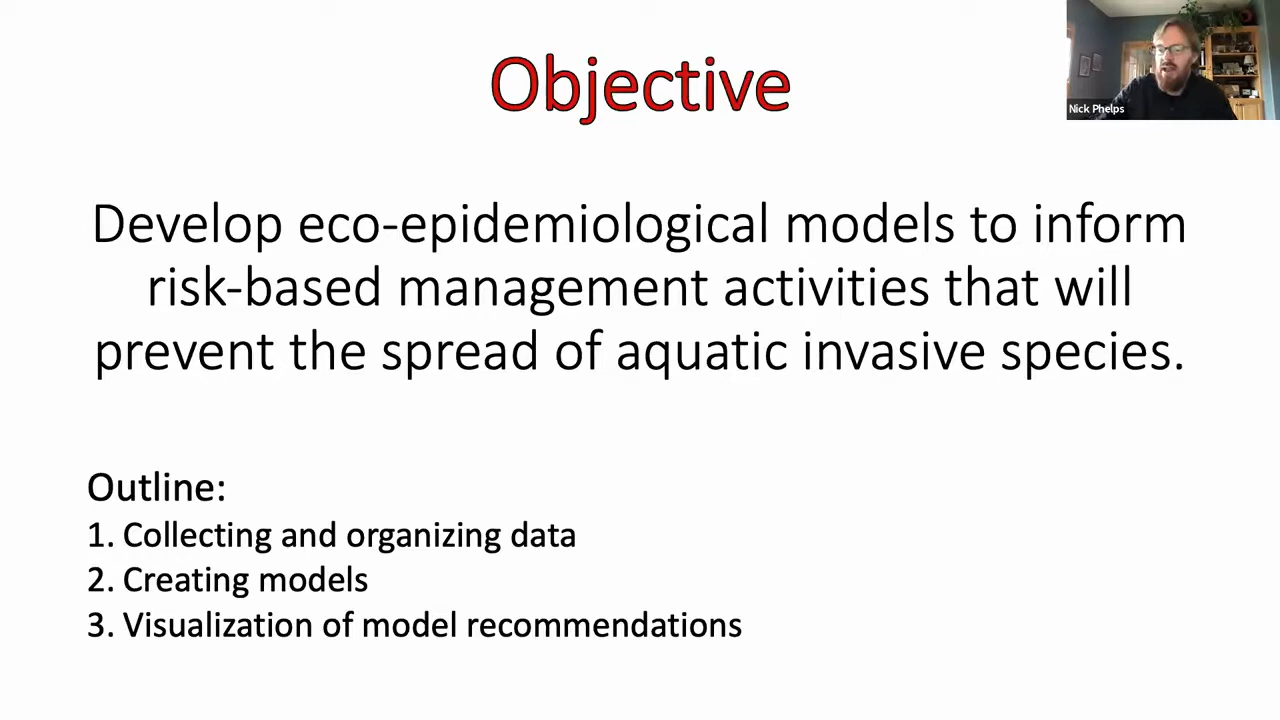 Objective
Nick Phelps
Develop eco-epidemiological models to inform
risk-based management activities that will
prevent the spread of aquatic invasive species.
Outline:
1. Collecting and organizing data
2. Creating models
3. Visualization of model recommendations